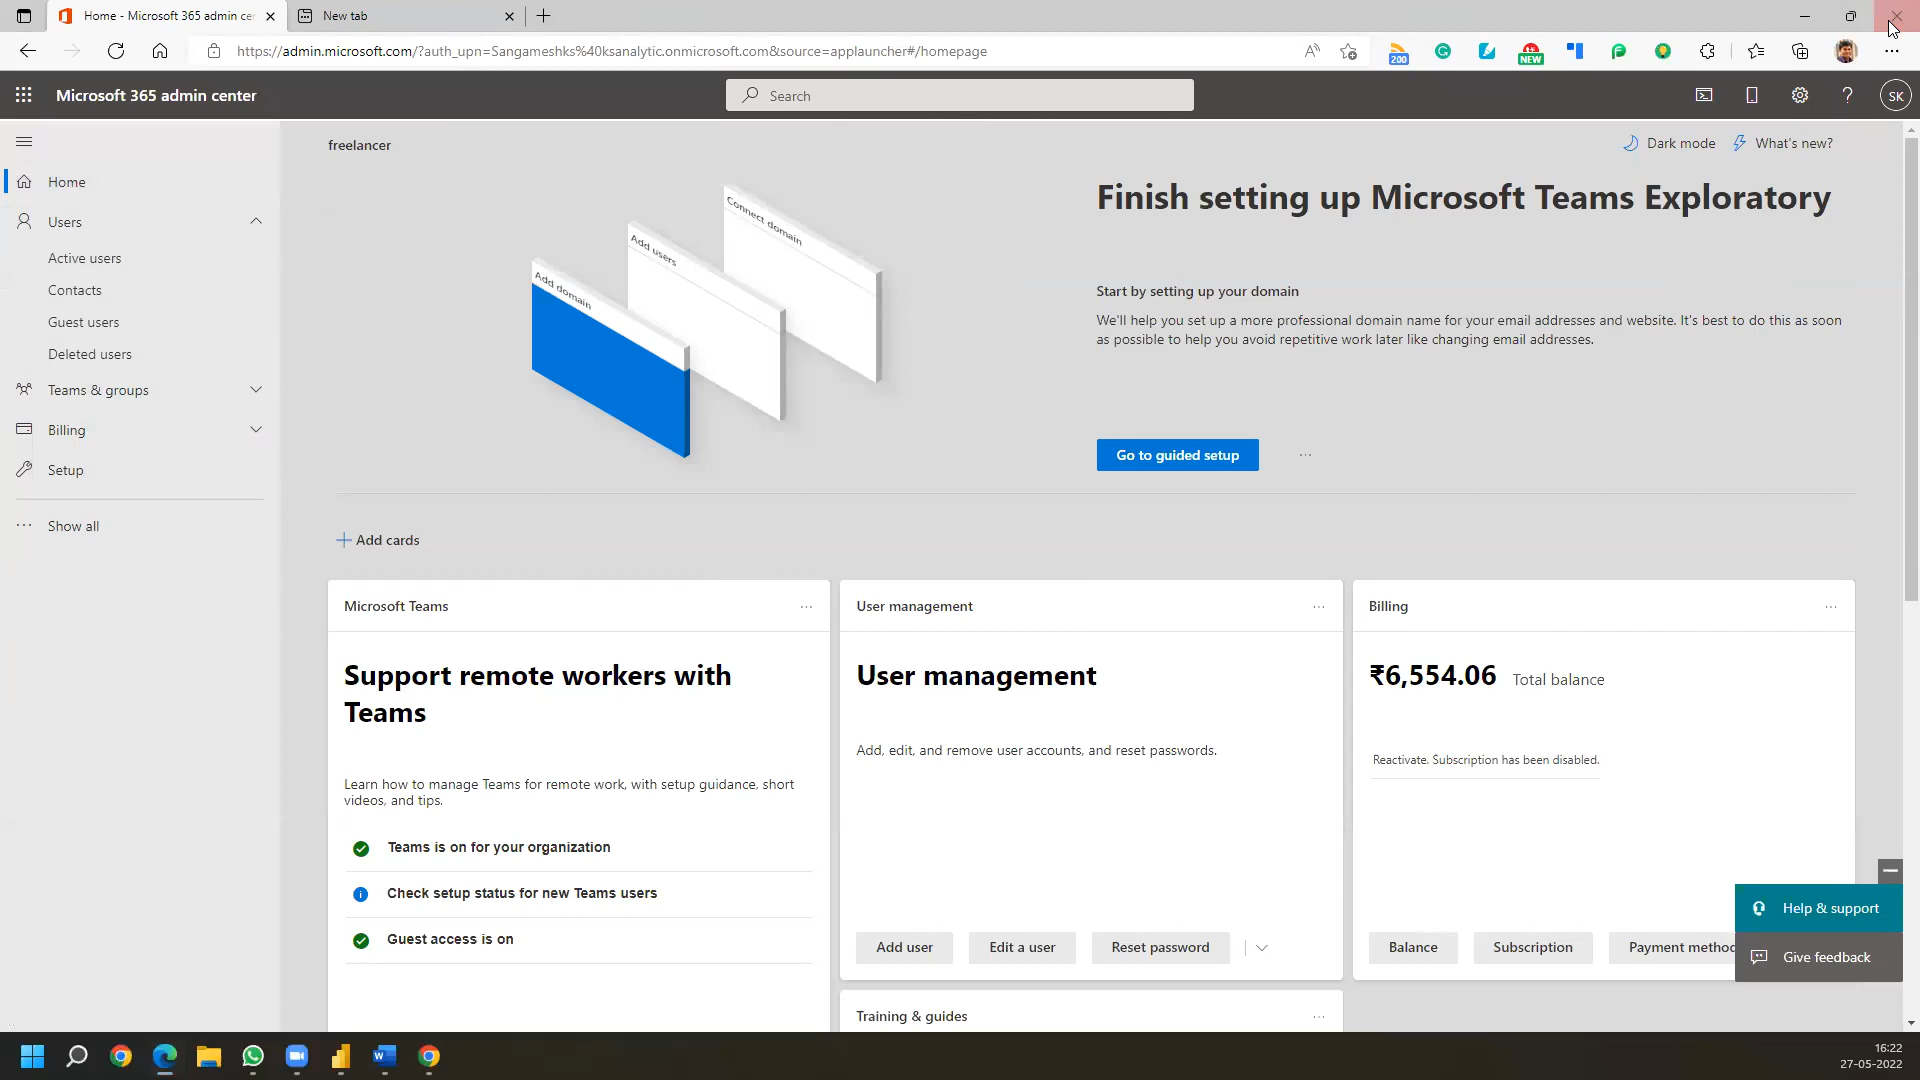 Home - Microsoft 365 admin cer
New tab
https://admin.microsoft.com/?auth_upn=Sangameshks%40ksanalytic.onmicrosoft.com&source=applauncher#/homepage
200
NEW
Microsoft 365 admin center
Search
SK
freelancer
Dark mode
What's new?
Home
Users
Active users
Contacts
Guest users
Deleted users
Teams & groups
Billing
Setup
Show all
Connect domain
Add users
Add domain
Finish setting up Microsoft Teams Exploratory
Start by setting up your domain
We'll help you set up a more professional domain name for your email addresses and website. It's best to do this as soon
as possible to help you avoid repetitive work later like changing email addresses.
Go to guided setup
Add cards
Microsoft Teams
Support remote workers with
Teams
Learn how to manage Teams for remote work, with setup guidance, short
videos, and tips.
Teams is on for your organization
Check setup status for new Teams users
Guest access is on
User management
User management
Add, edit, and remove user accounts, and reset passwords.
Add user
Edit a user
Reset password
Billing
₹6,554.06 Total balance
Reactivate. Subscription has been disabled.
Balance
Subscription
Payment method
Help & support
Give feedback
Training & guides
16:22
27-05-2022